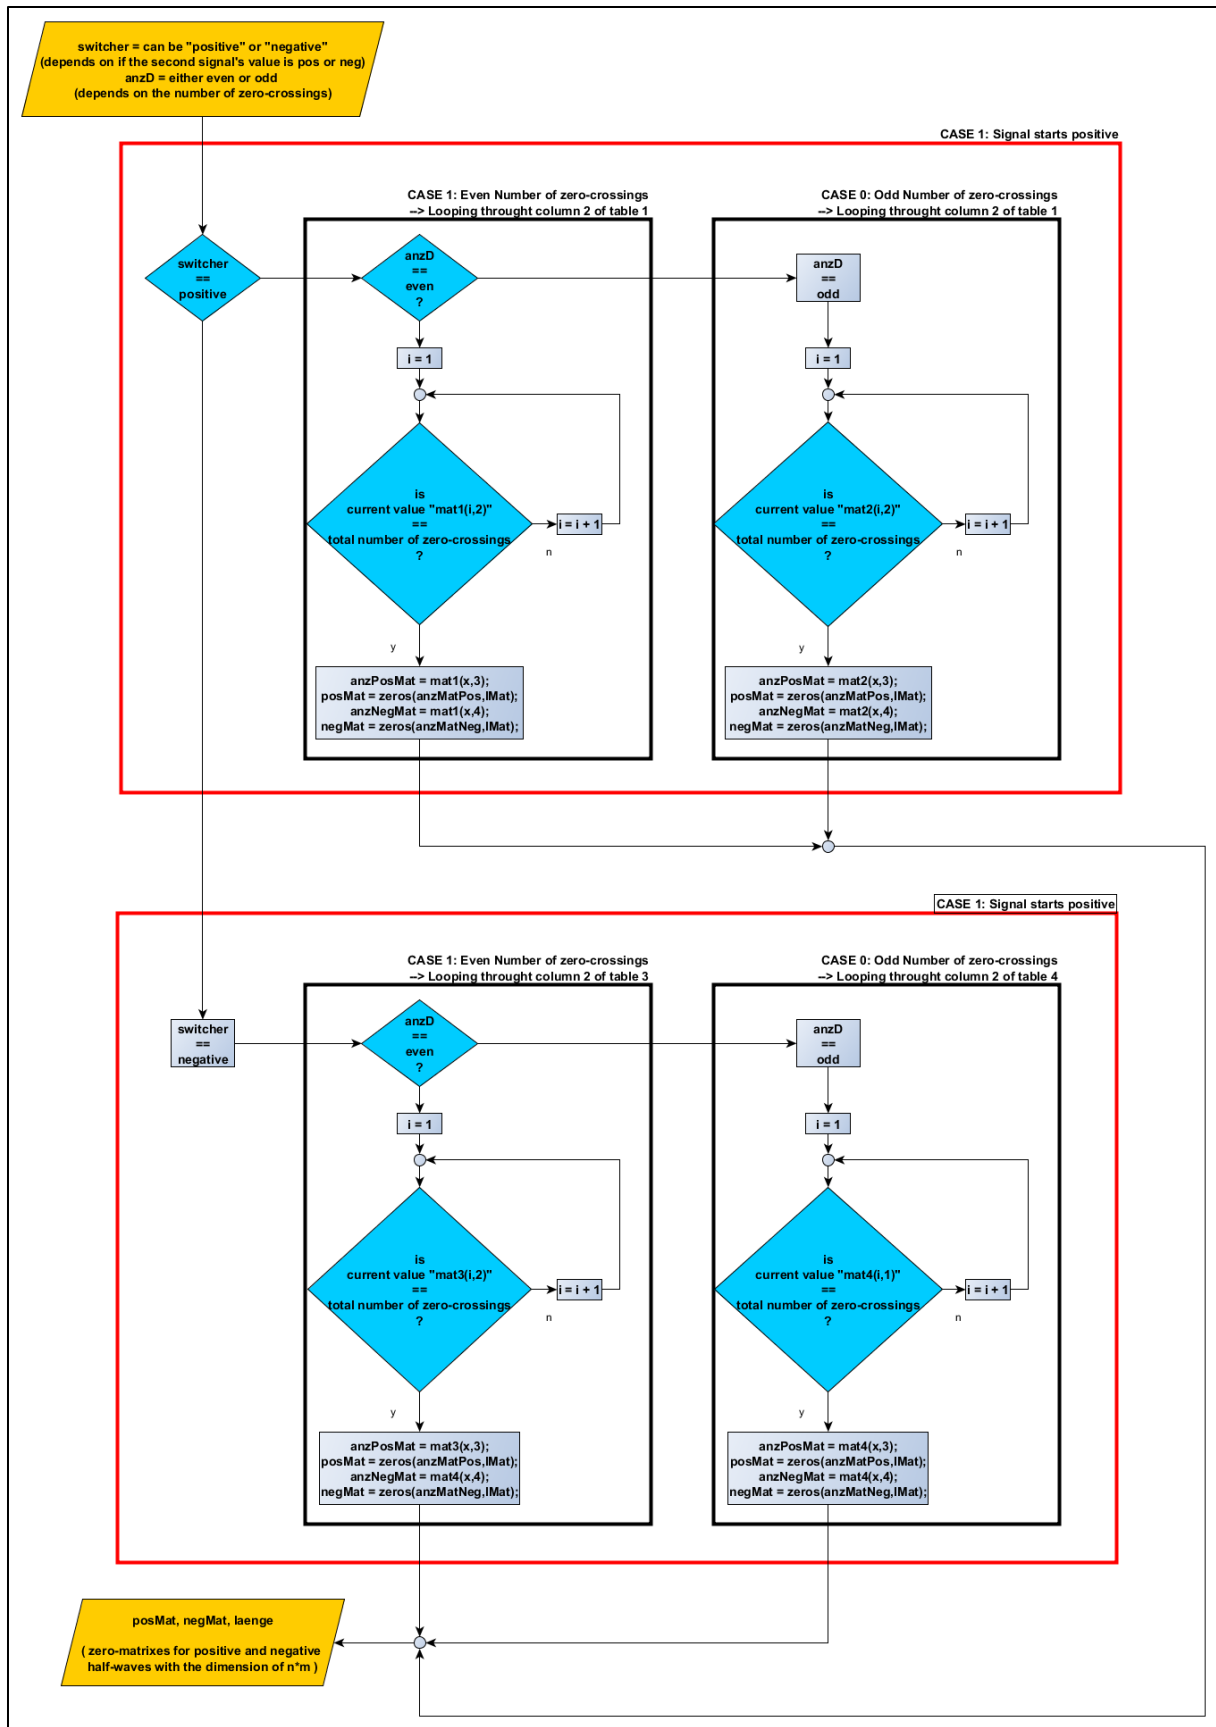 switcher = can be "positive" or "negative"
(depends on if the second signal's value is pos or neg)
anzD = either even or odd
(depends on the number of zero-crossings)
CASE 1: Signal starts positive
CASE 1: Even Number of zero-crossings
--> Looping throught column 2 of table 1
CASE 0: Odd Number of zero-crossings
--> Looping throught column 2 of table 1
switcher
==
positive
anzD
==
even
?
anzD
==
odd
i = 1
i = 1
is
current value "mat1(i,2)"
==
total number of zero-crossings
?
i = i + 1
n
is
current value "mat2(i,2)"
==
total number of zero-crossings
?
i = i + 1
n
y
y
anzPosMat = mat1(x,3);
posMat = zeros(anzMatPos,lMat);
anzNegMat = mat1(x,4);
negMat = zeros(anzMatNeg,lMat);
anzPosMat = mat2(x,3);
posMat = zeros(anzMatPos,lMat);
anzNegMat = mat2(x,4);
negMat = zeros(anzMatNeg,lMat);
CASE 1: Signal starts positive
CASE 1: Even Number of zero-crossings
--> Looping throught column 2 of table 3
CASE 0: Odd Number of zero-crossings
--> Looping throught column 2 of table 4
switcher
==
negative
anzD
==
even
?
anzD
==
odd
i = 1
i = 1
is
current value "mat3(i,2)"
==
total number of zero-crossings
?
i = i + 1
n
is
current value "mat4(i,1)"
==
total number of zero-crossings
?
i = i + 1
n
y
y
anzPosMat = mat3(x,3);
posMat = zeros(anzMatPos,lMat);
anzNegMat = mat4(x,4);
negMat = zeros(anzMatNeg,lMat);
anzPosMat = mat4(x,3);
posMat = zeros(anzMatPos,lMat);
anzNegMat = mat4(x,4);
negMat = zeros(anzMatNeg,lMat);
posMat, negMat, laenge
( zero-matrixes for positive and negative
half-waves with the dimension of n*m )